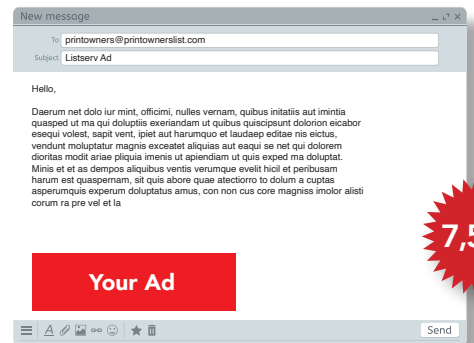 New message
To printowners@printownerslist.com
Subject Listserv Ad
Hello,
Daerum net dolo iur mint, officimi, nulles vernam, quibus initatiis aut imintia
quasped ut ma qui doluptiis exeriandam ut quibus quiscipsunt dolorion eicabor
esequi volest, sapit vent, ipiet aut harumquo et laudaep editae nis eictus,
vendunt moluptatur magnis exceatet aliquias aut eaqui se net qui dolorem
dioritas modit ariae pliquia imenis ut apiendiam ut quis exped ma doluptat.
Minis et et as dempos aliquibus ventis verumque evelit hicil et peribusam
harum est quaspernam, sit quis abore quae atectiorro to dolum a cuptas
asperumquis experum doluptatus amus, con non cus core magniss imolor alisti
corum ra pre vel et la
7,5
Your Ad
Send